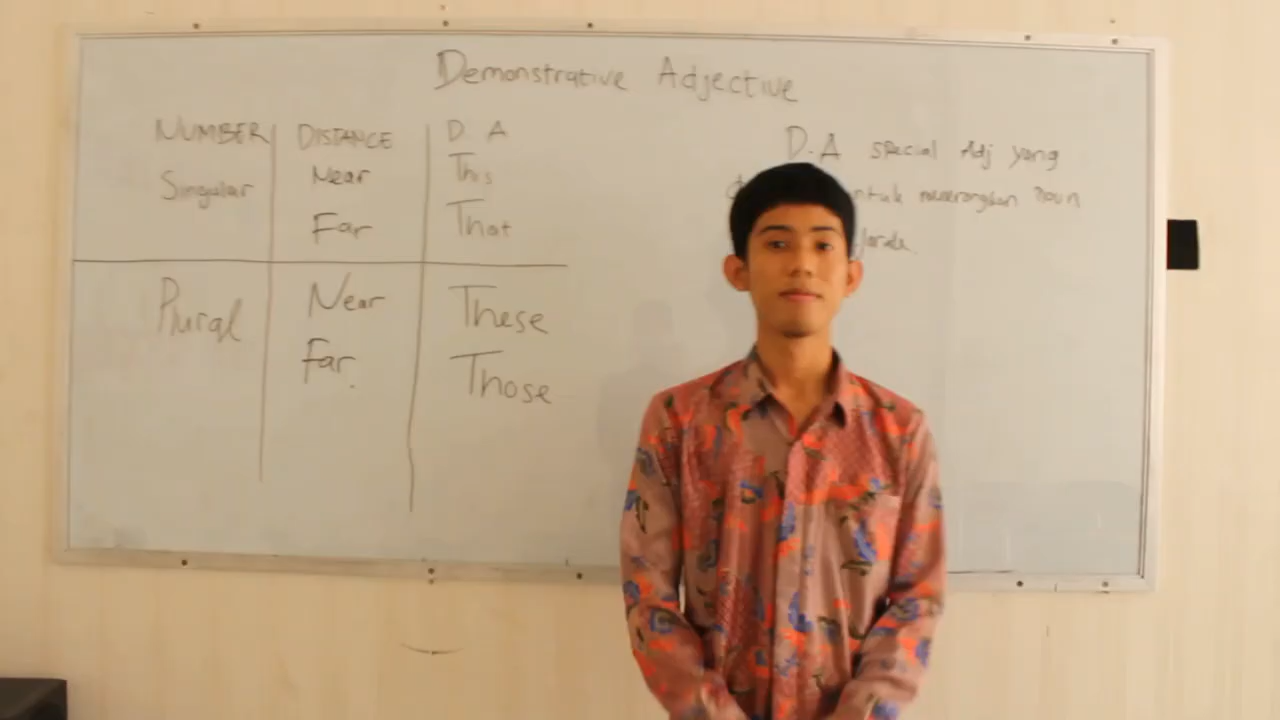 Demonstrative Adjective
NUMBER DISTANCE D. A
Singular Near This
Far That
Plural Near These
Far. Those
D.A special Adj yang
untuk menerangkan Noun